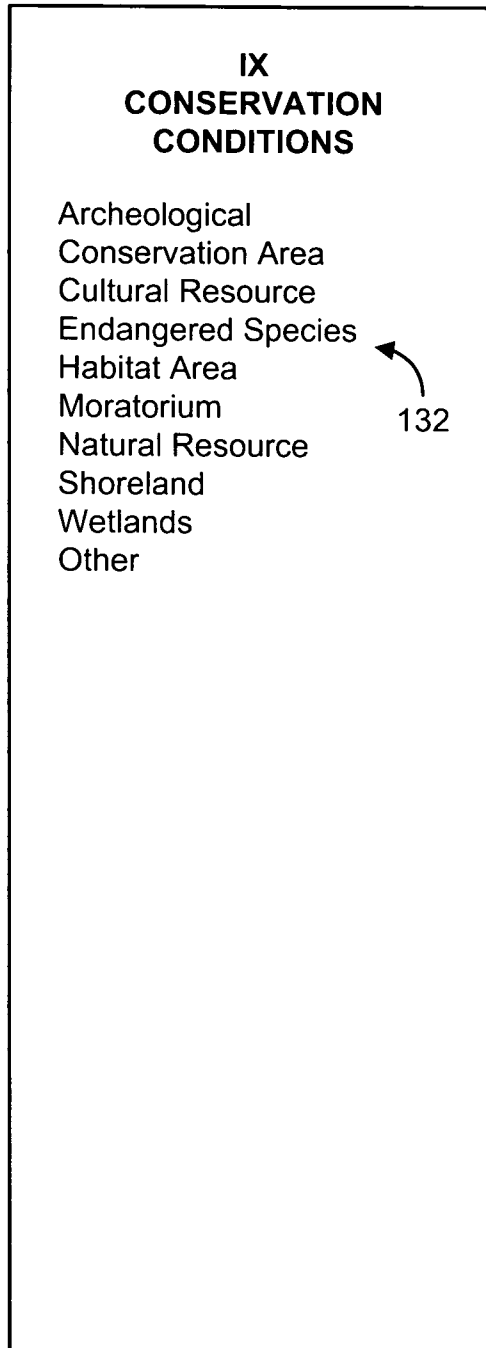 IX
CONSERVATION
CONDITIONS
Archeological
Conservation Area
Cultural Resource
Endangered Species
Habitat Area
Moratorium
132
Natural Resource
Shoreland
Wetlands
Other